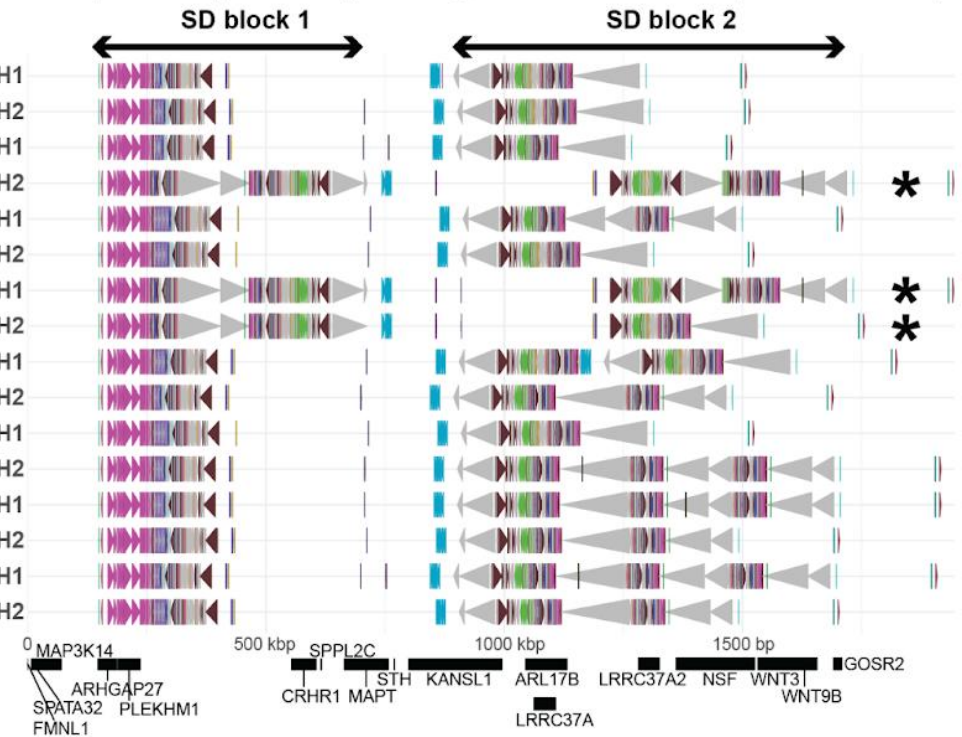 SD block 1 SD block 2
H1
H2
H1
H2 *
H1
H2
H1 *
H2 *
H1
H2
H1
H2
H1
H2
H1
H2
0 500 kbp 1000 kbp 1500 kbp
MAP3K14 SPPL2C GOSR2
STH KANSL1 ARL17B LRRC37A2 NSF WNT3
ARHGAP27 CRHR1 MAPT WNT9B
SPATA32 PLEKHM1
LRRC37A
FMNL1